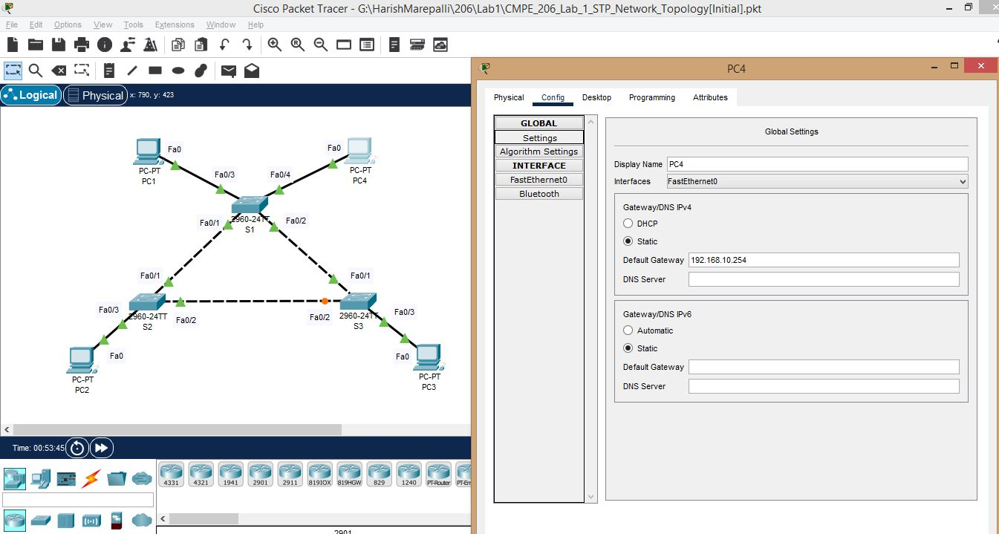 Cisco Packet Tracer - G:\HarishMarepalli\206\Lab1\CMPE_206_Lab_1_STP_Network_Topology[Initial].pkt
File Edit Options View Tools Extensions Window Help
Logical Physical x: 790, y: 423
Fa0
PC-PT
PC1
Fa0
PC-PT
PC4
Fa0/3
Fa0/4
2960-24TT
S1
Fa0/1
Fa0/2
Fa0/1
Fa0/1
Fa0/3
2960-24TT
S2
Fa0/2
Fa0/2
2960-24TT
S3
Fa0/3
Fa0
PC-PT
PC2
Fa0
PC-PT
PC3
Time: 00:53:45
4331 4321 1941 2901 2911 819IOX 819HGW 829 1240 PT-Router PT-Em
2901
PC4
Physical Config Desktop Programming Attributes
GLOBAL
Settings
Algorithm Settings
INTERFACE
FastEthernet0
Bluetooth
Global Settings
Display Name PC4
Interfaces FastEthernet0
Gateway/DNS IPv4
DHCP
Static
Default Gateway 192.168.10.254
DNS Server
Gateway/DNS IPv6
Automatic
Static
Default Gateway
DNS Server